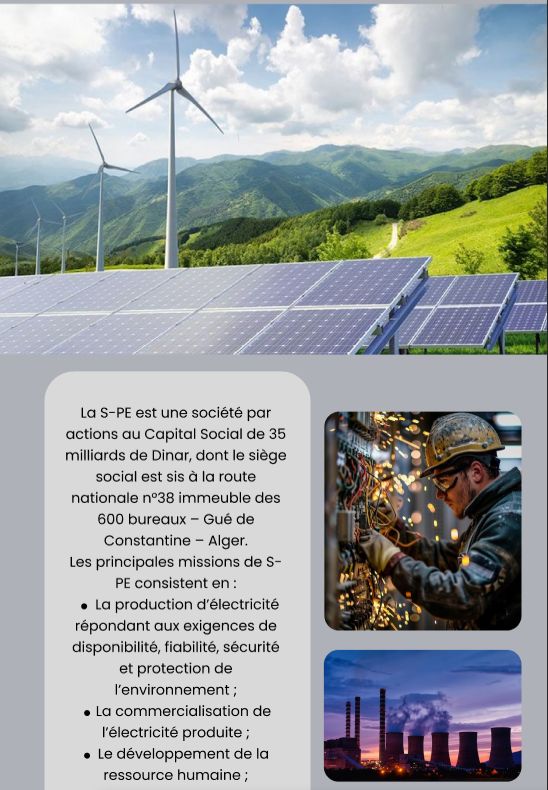 La S-PE est une société par
actions au Capital Social de 35
milliards de Dinar, dont le siège
social est sis à la route
nationale n°38 immeuble des
600 bureaux – Gué de
Constantine – Alger.
Les principales missions de S-
PE consistent en :
• La production d’électricité
répondant aux exigences de
disponibilité, fiabilité, sécurité
et protection de
l’environnement ;
• La commercialisation de
l’électricité produite ;
• Le développement de la
ressource humaine ;